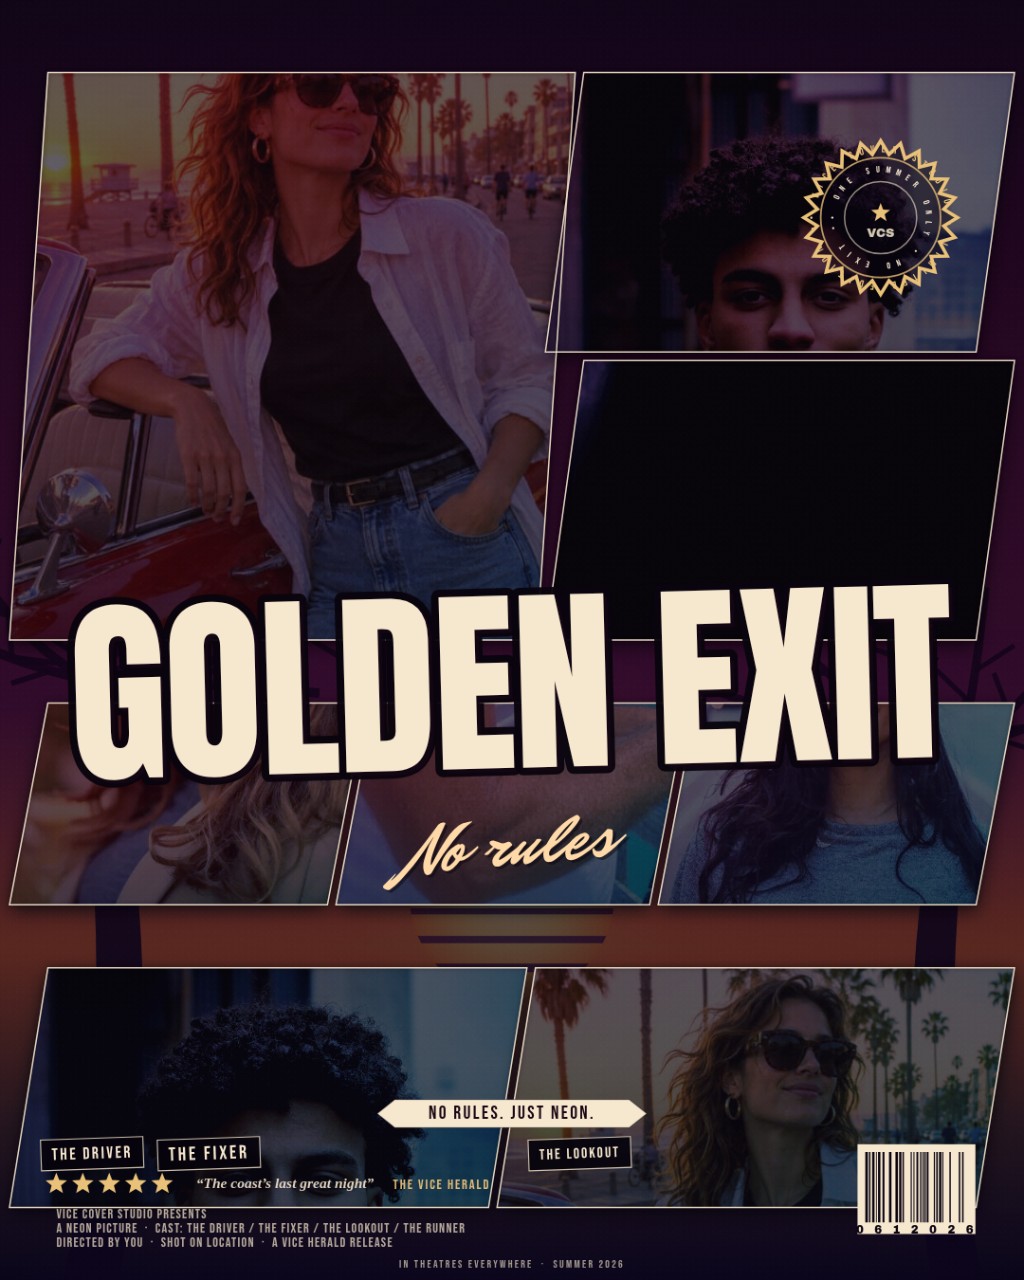 ONE SUMMER ONLY • NO EXIT •
VCS
GOLDEN EXIT
No rules
NO RULES. JUST NEON.
THE DRIVER
THE FIXER
THE LOOKOUT
“The coast’s last great night” THE VICE HERALD
VICE COVER STUDIO PRESENTS
A NEON PICTURE · CAST: THE DRIVER / THE FIXER / THE LOOKOUT / THE RUNNER
DIRECTED BY YOU · SHOT ON LOCATION · A VICE HERALD RELEASE
0612026
IN THEATRES EVERYWHERE · SUMMER 2026